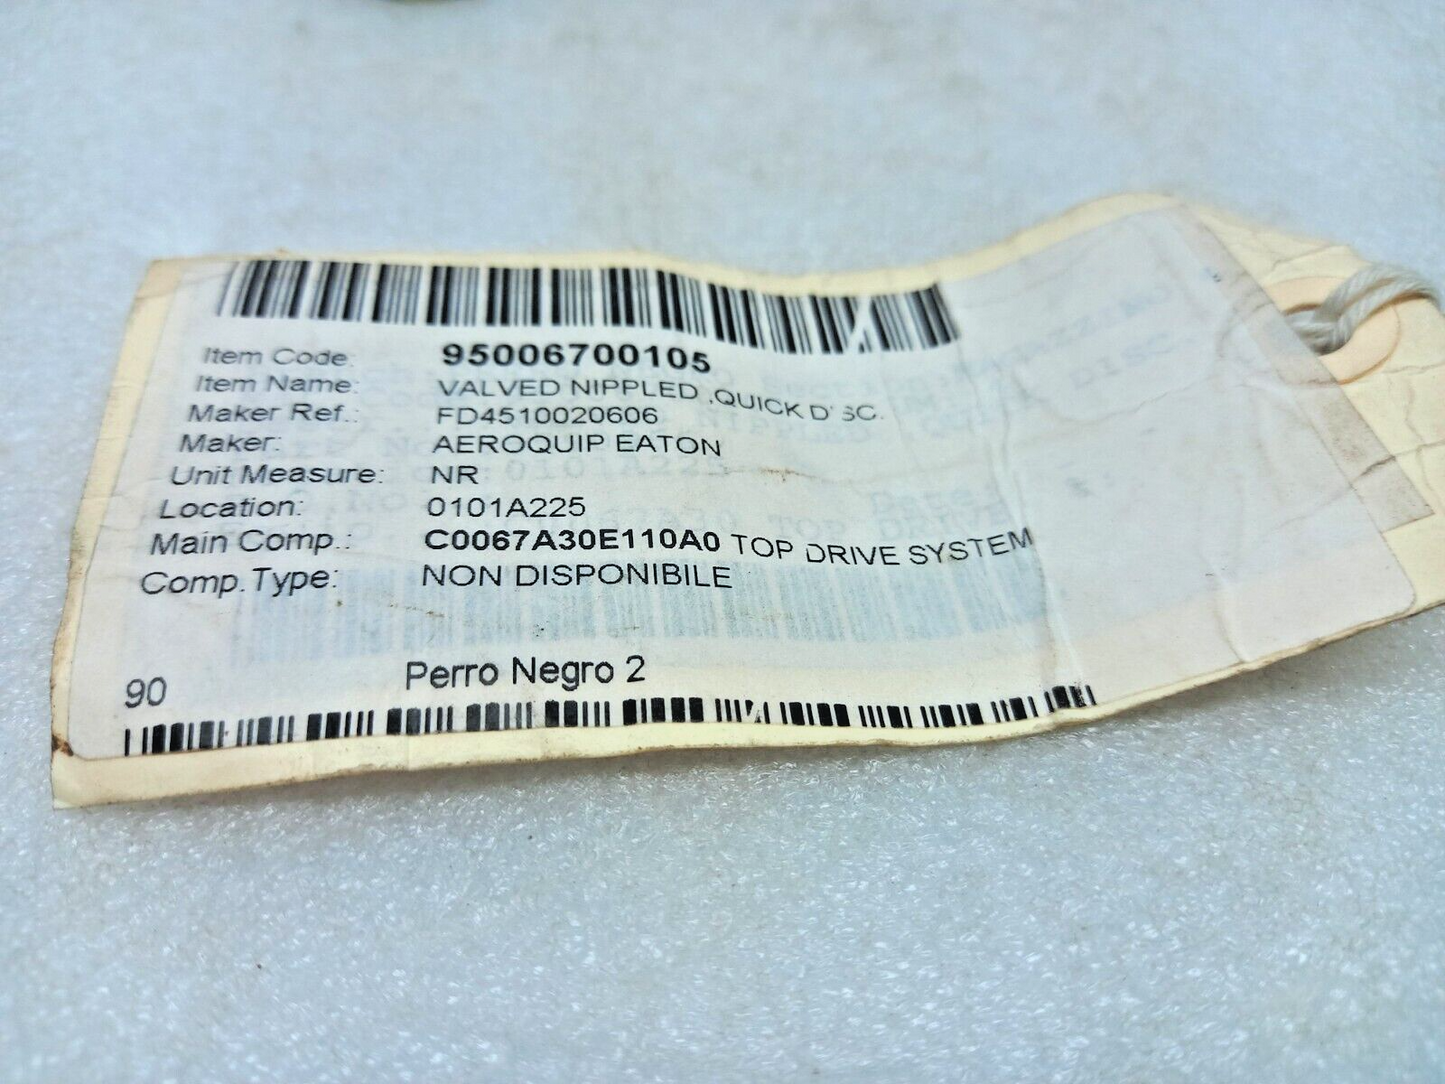 Item Code: 95006700105
Item Name: VALVED NIPPLED ,QUICK DISC.
Maker Ref.: FD4510020606
Maker: AEROQUIP EATON
Unit Measure: NR
Location: 0101A225
Main Comp.: C0067A30E110A0 TOP DRIVE SYSTEM
Comp.Type: NON DISPONIBILE
90 Perro Negro 2